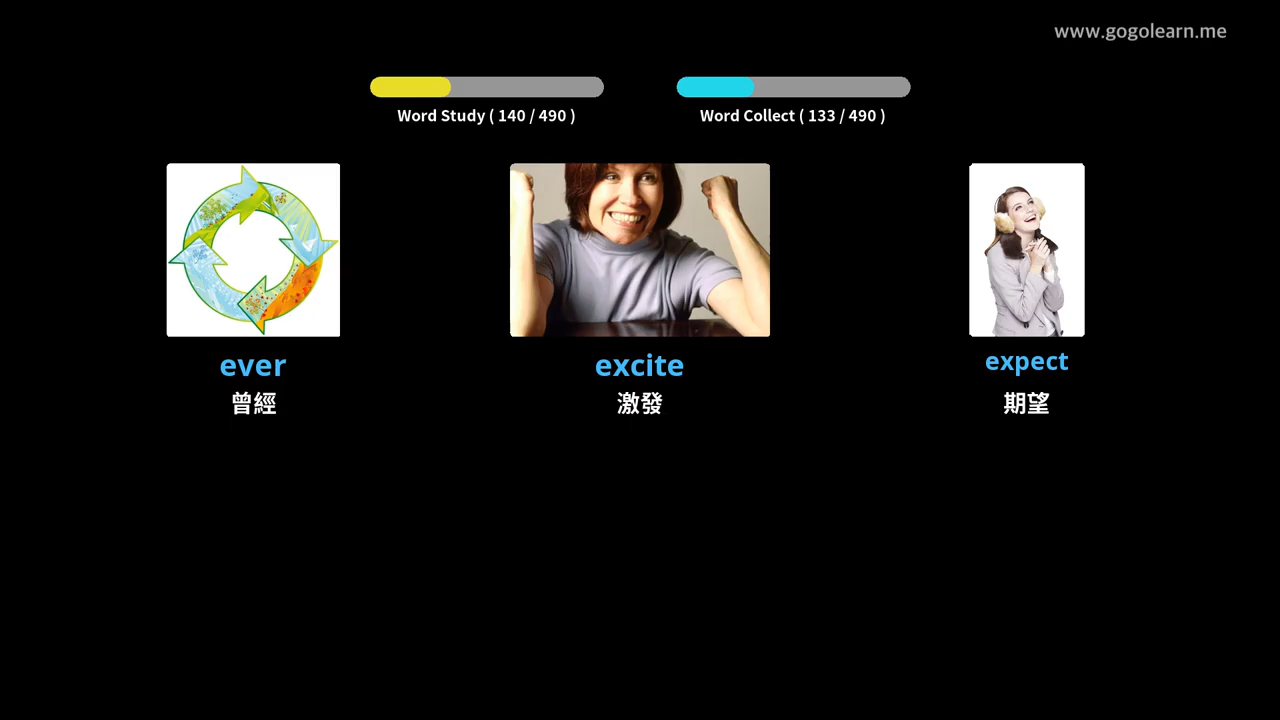 www.gogolearn.me
Word Study ( 140 / 490 )
Word Collect ( 133 / 490 )
ever
曾經
excite
激發
expect
期望